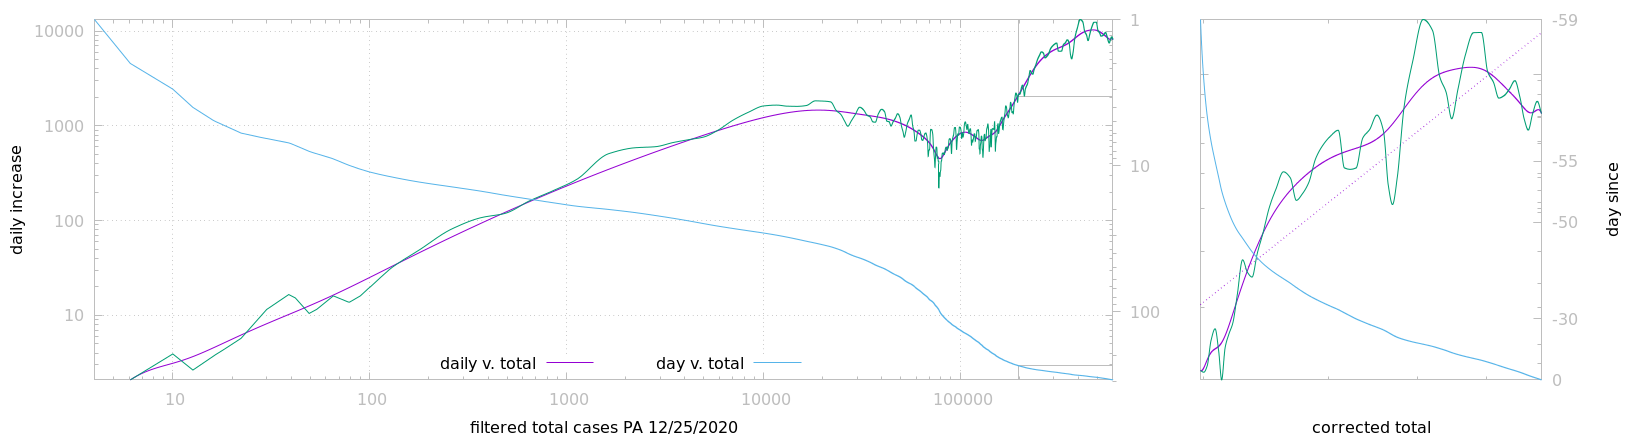 10000
1000
100
10
daily increase
1
10
100
daily v. total
day v. total
10
100
1000
10000
100000
filtered total cases PA 12/25/2020
-59
-55
-50
-30
0
day since
corrected total